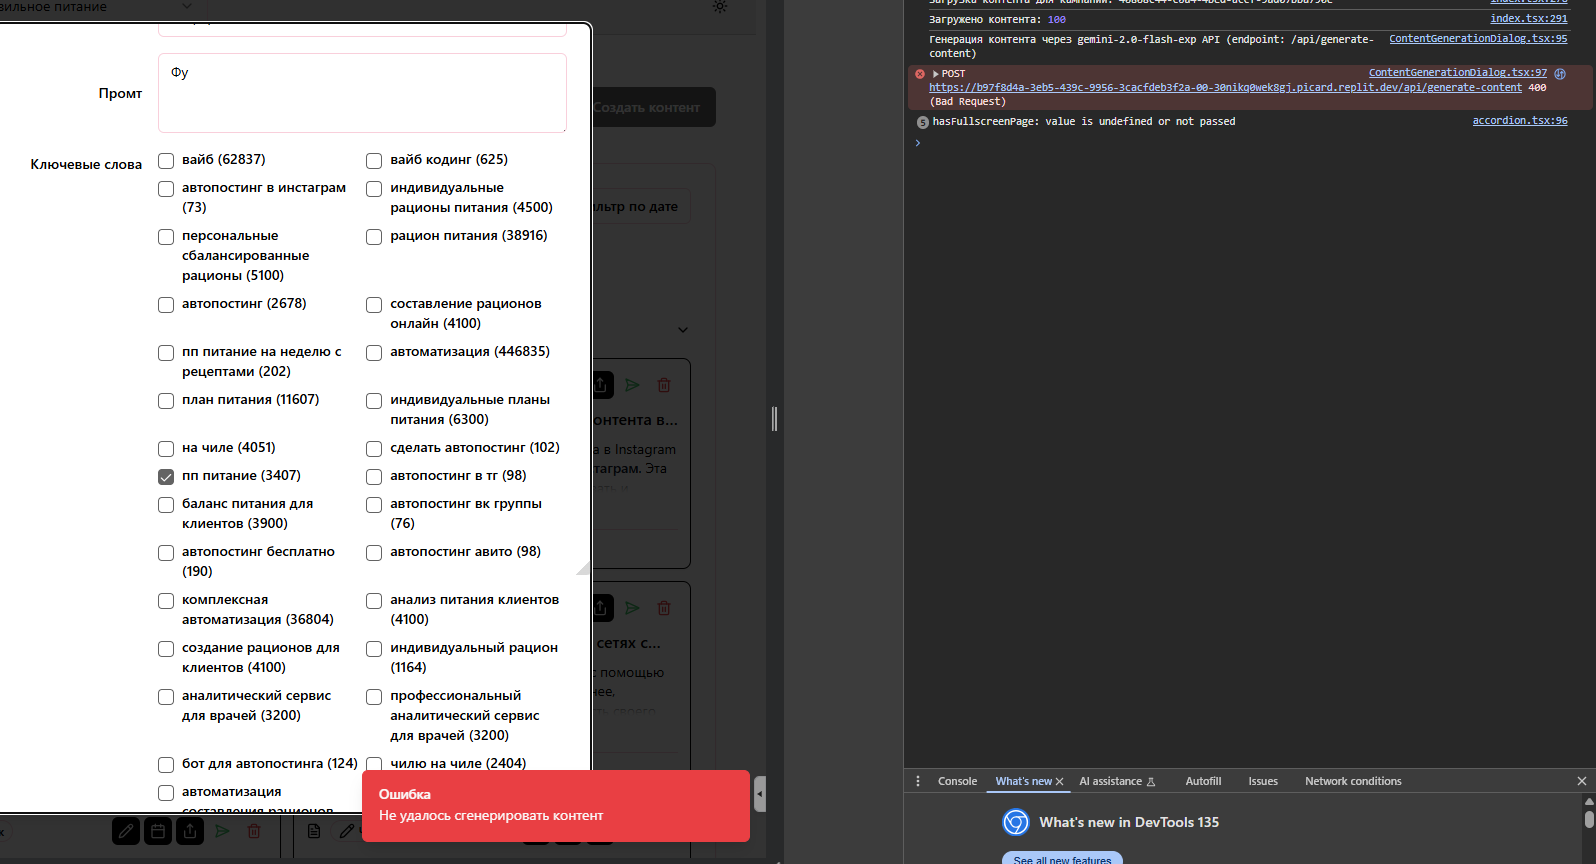 вильное питание
Промт
Фу
Ключевые слова
вайб (62837)
вайб кодинг (625)
автопостинг в инстаграм
(73)
индивидуальные
рационы питания (4500)
персональные
сбалансированные
рационы (5100)
рацион питания (38916)
автопостинг (2678)
составление рационов
онлайн (4100)
пп питание на неделю с
рецептами (202)
автоматизация (446835)
план питания (11607)
индивидуальные планы
питания (6300)
на чиле (4051)
сделать автопостинг (102)
пп питание (3407)
автопостинг в тг (98)
баланс питания для
клиентов (3900)
автопостинг вк группы
(76)
автопостинг бесплатно
(190)
автопостинг авито (98)
комплексная
автоматизация (36804)
анализ питания клиентов
(4100)
создание рационов для
клиентов (4100)
индивидуальный рацион
(1164)
аналитический сервис
для врачей (3200)
профессиональный
аналитический сервис
для врачей (3200)
бот для автопостинга (124)
чилю на чиле (2404)
автоматизация
составления рационов
Создать контент
льтр по дате
онтента в...
а в Instagram
таграм. Эта
сетях с...
с помощью
нее,
Ошибка
Не удалось сгенерировать контент
index.tsx:291
Загружено контента: 100
Генерация контента через gemini-2.0-flash-exp API (endpoint: /api/generate-
content)
ContentGenerationDialog.tsx:95
POST
ContentGenerationDialog.tsx:97
https://b97f8d4a-3eb5-439c-9956-3cacfdeb3f2a-00-30nikq0wek8gj.picard.replit.dev/api/generate-content 400
(Bad Request)
5 hasFullscreenPage: value is undefined or not passed
accordion.tsx:96
Console
What's new
AI assistance
Autofill
Issues
Network conditions
What's new in DevTools 135
See all new features